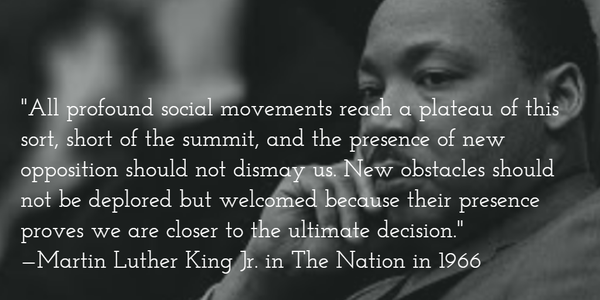 "All profound social movements reach a plateau of this
sort, short of the summit, and the presence of new
opposition should not dismay us. New obstacles should
not be deplored but welcomed because their presence
proves we are closer to the ultimate decision."
—Martin Luther King Jr. in The Nation in 1966